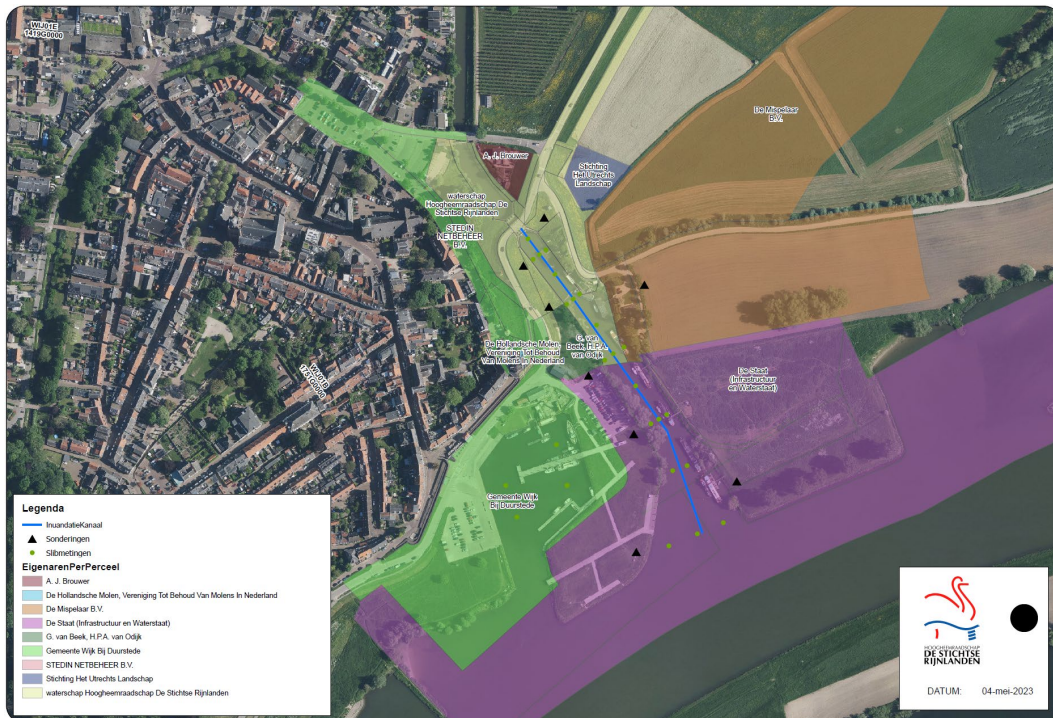 WIJ01E
1419G0000
De Mispelaar
B.V.
A. J. Brouwer
Stichting
Het Utrechts
Landschap
waterschap
Hoogheemraadschap De
Stichtse Rijnlanden
STEDIN
NETBEHEER
B.V.
De Hollandsche Molen,
Vereniging Tot Behoud
Van Molens In Nederland
G. van
Beek, H.P.A.
van Odijk
De Staat
(Infrastructuur
en Waterstaat)
WIJ01B
Gemeente Wijk
Bij Duurstede
Legenda
InuandatieKanaal
Sonderingen
Slibmetingen
EigenarenPerPerceel
A. J. Brouwer
De Hollandsche Molen, Vereniging Tot Behoud Van Molens In Nederland
De Mispelaar B.V.
De Staat (Infrastructuur en Waterstaat)
G. van Beek, H.P.A. van Odijk
Gemeente Wijk Bij Duurstede
STEDIN NETBEHEER B.V.
Stichting Het Utrechts Landschap
waterschap Hoogheemraadschap De Stichtse Rijnlanden
HOOGHEEMRAADSCHAP
DE STICHTSE
RIJNLANDEN
DATUM: 04-mei-2023